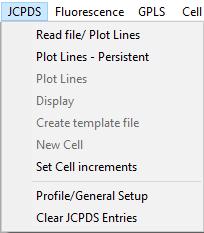 JCPDS Fluorescence GPLS Cell
Read file/ Plot Lines
Plot Lines - Persistent
Plot Lines
Display
Create template file
New Cell
Set Cell increments
Profile/General Setup
Clear JCPDS Entries